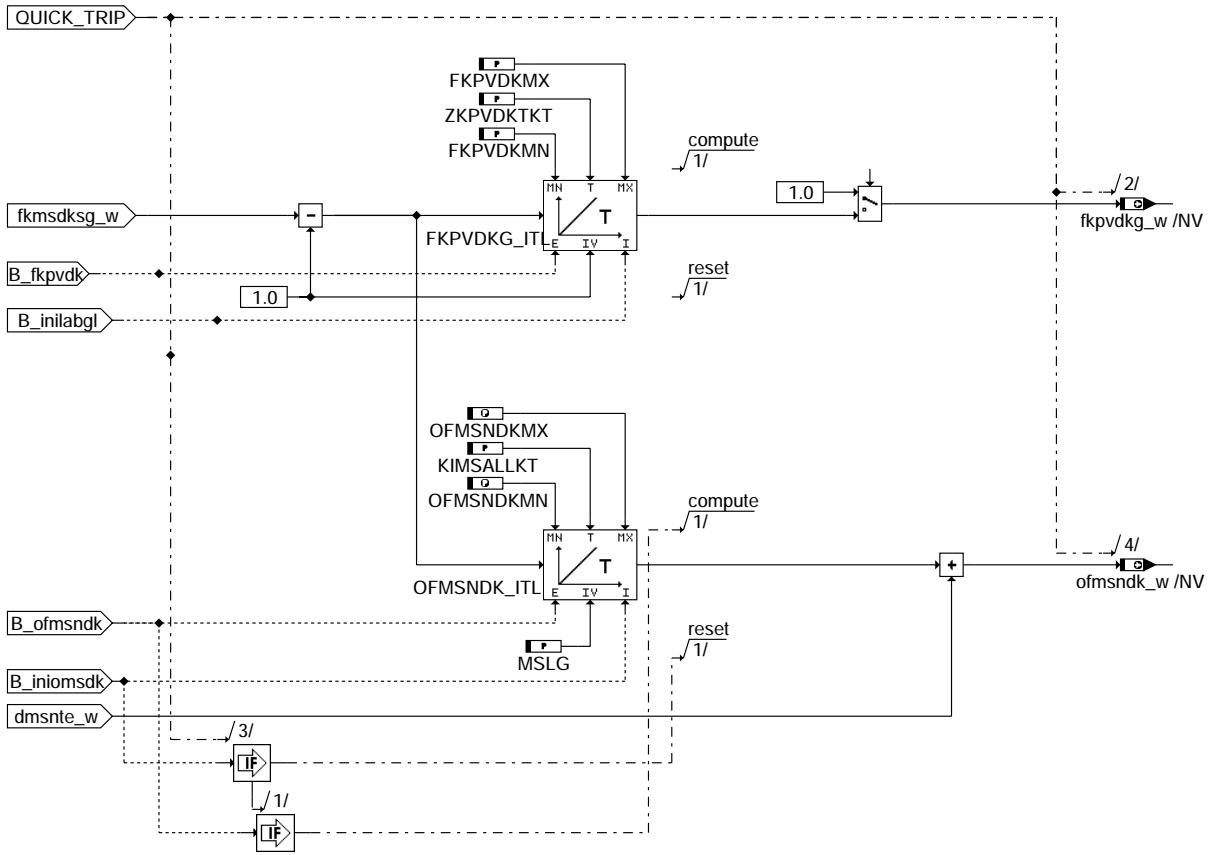 QUICK_TRIP
P
FKPVDKMX
P
ZKPVDKTKT
P
FKPVDKMN
compute
1/
MN T MX
1.0
2/
fkmsdksg_w
-
T
fkpvdkg_w /NV
FKPVDKG_ITL
E IV I
B_fkpvdk
reset
1/
1.0
B_inilabgl
OFMSNDKMX
P
KIMSALLKT
OFMSNDKMN
compute
1/
MN T MX
4/
T
+
ofmsndk_w /NV
OFMSNDK_ITL
E IV I
B_ofmsndk
reset
1/
P
MSLG
B_iniomsdk
dmsnte_w
3/
IF
1/
IF